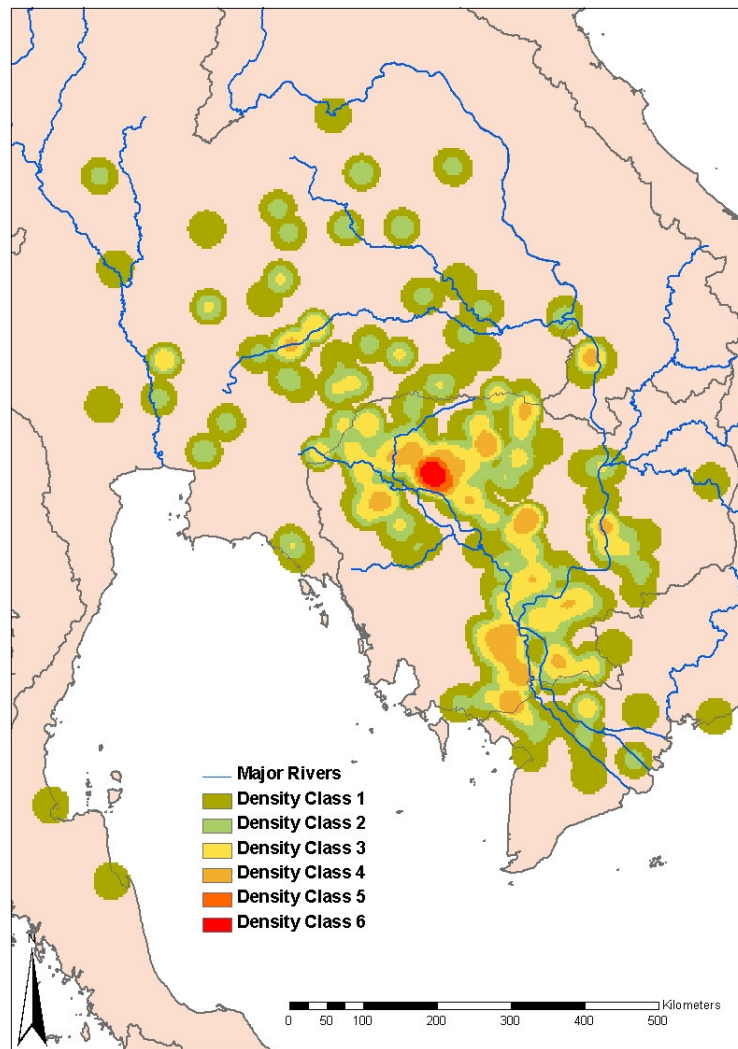 Major Rivers
Density Class 1
Density Class 2
Density Class 3
Density Class 4
Density Class 5
Density Class 6
N
Kilometers
0 50 100 200 300 400 500